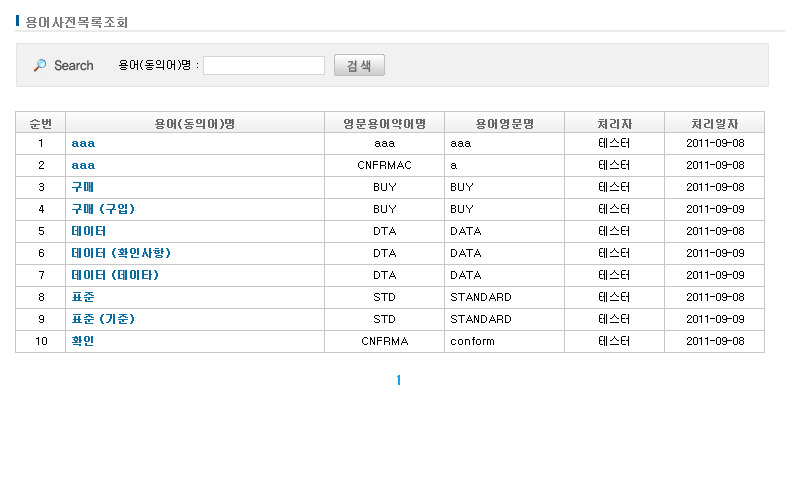 용어사전목록조회
Search 용어(동의어)명 : 검색
순번 용어(동의어)명 영문용어약어명 용어영문명 처리자 처리일자
1 aaa aaa aaa 테스터 2011-09-08
2 aaa CNFRMAC a 테스터 2011-09-08
3 구매 BUY BUY 테스터 2011-09-08
4 구매 (구입) BUY BUY 테스터 2011-09-09
5 데이터 DTA DATA 테스터 2011-09-08
6 데이터 (확인사항) DTA DATA 테스터 2011-09-09
7 데이터 (데이타) DTA DATA 테스터 2011-09-09
8 표준 STD STANDARD 테스터 2011-09-08
9 표준 (기준) STD STANDARD 테스터 2011-09-09
10 확인 CNFRMA conform 테스터 2011-09-08
1